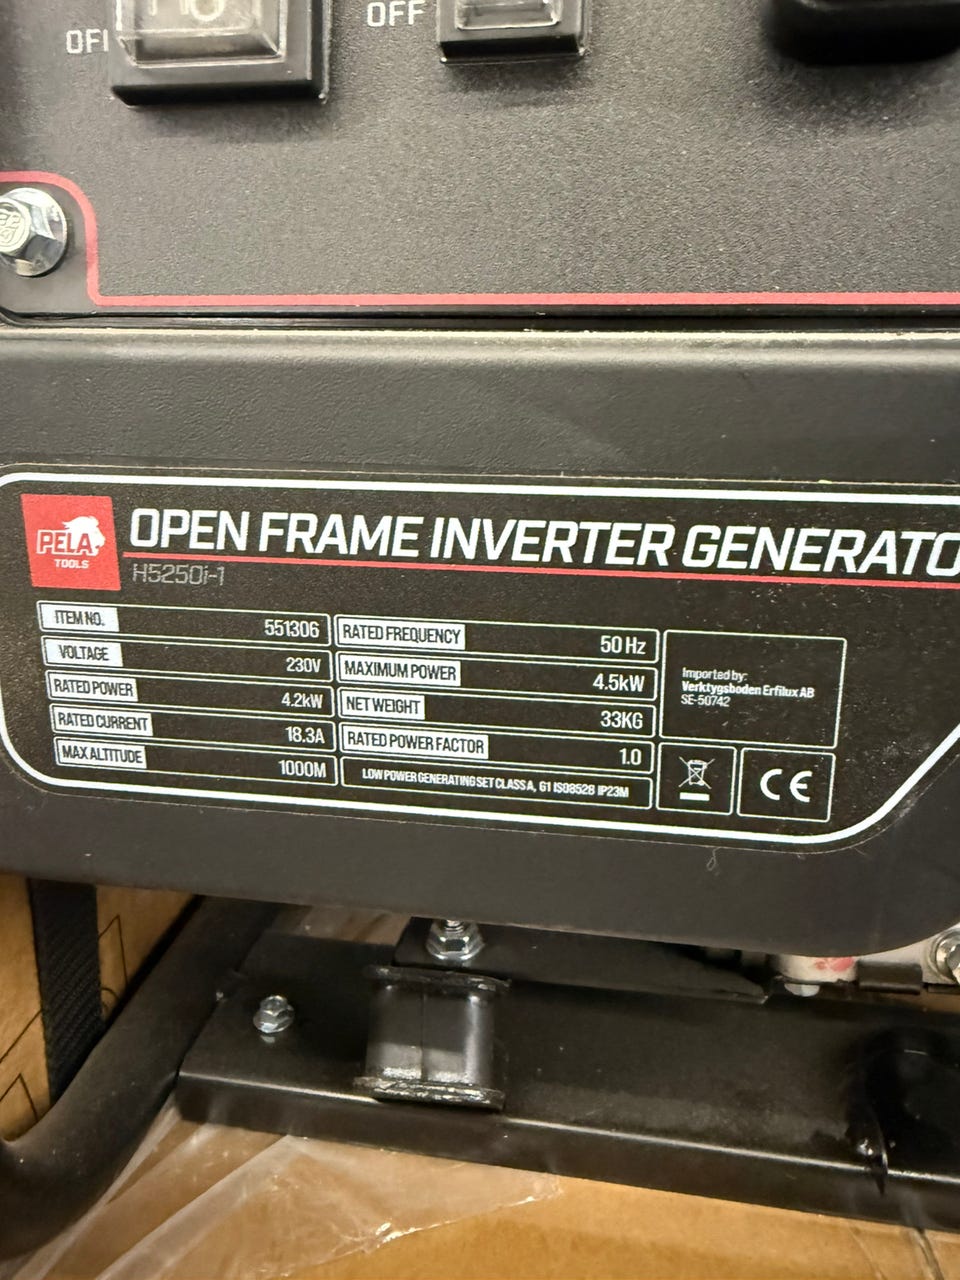 OFF
OFF
PELA
TOOLS
OPEN FRAME INVERTER GENERATO
H5250i-1
ITEM NO. 551306
VOLTAGE 230V
RATED POWER 4.2kW
RATED CURRENT 18.3A
MAX ALTITUDE 1000M
RATED FREQUENCY 50 Hz
MAXIMUM POWER 4.5kW
NET WEIGHT 33KG
RATED POWER FACTOR 1.0
LOW POWER GENERATING SET CLASS A, G1 ISO8528 IP23M
Imported by:
Verktygsboden Erfilux AB
SE-50742
CE